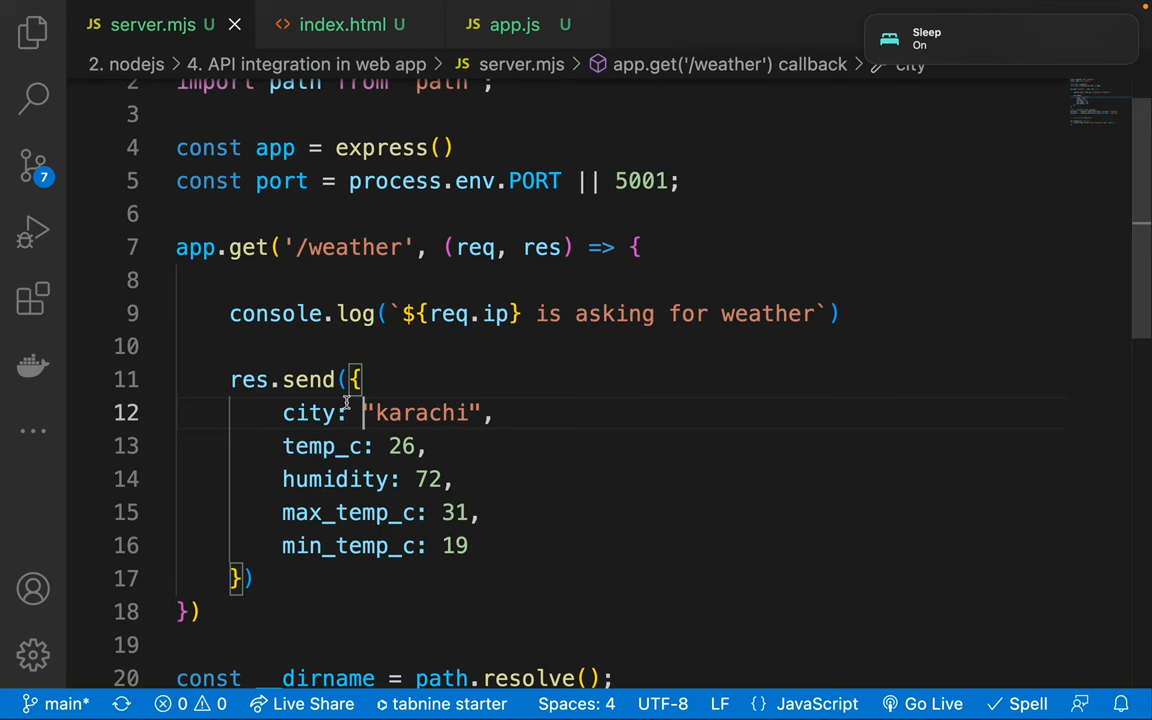 JS server.mjs U
index.html U
JS app.js U
Sleep
On
2. nodejs > 4. API integration in web app > JS server.mjs > app.get('/weather') callback > city
2 import path from 'path';
3
4 const app = express()
5 const port = process.env.PORT || 5001;
6
7 app.get('/weather', (req, res) => {
8
9 console.log(`${req.ip} is asking for weather`)
10
11 res.send({
12 city: "karachi",
13 temp_c: 26,
14 humidity: 72,
15 max_temp_c: 31,
16 min_temp_c: 19
17 })
18 })
19
20 const __dirname = path.resolve();
7
main* 0 0 Live Share tabnine starter Spaces: 4 UTF-8 LF {} JavaScript Go Live Spell